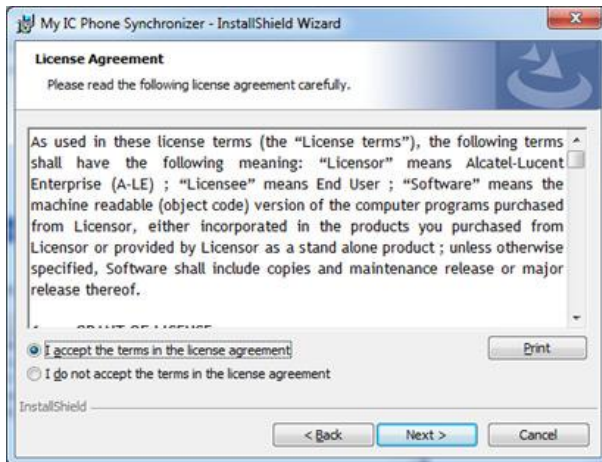 My IC Phone Synchronizer - InstallShield Wizard
License Agreement
Please read the following license agreement carefully.
As used in these license terms (the “License terms”), the following terms
shall have the following meaning: “Licensor” means Alcatel-Lucent
Enterprise (A-LE) ; “Licensee” means End User ; “Software” means the
machine readable (object code) version of the computer programs purchased
from Licensor, either incorporated in the products you purchased from
Licensor or provided by Licensor as a stand alone product ; unless otherwise
specified, Software shall include copies and maintenance release or major
release thereof.
GRANT OF LICENSE
I accept the terms in the license agreement
Print
I do not accept the terms in the license agreement
InstallShield
< Back
Next >
Cancel